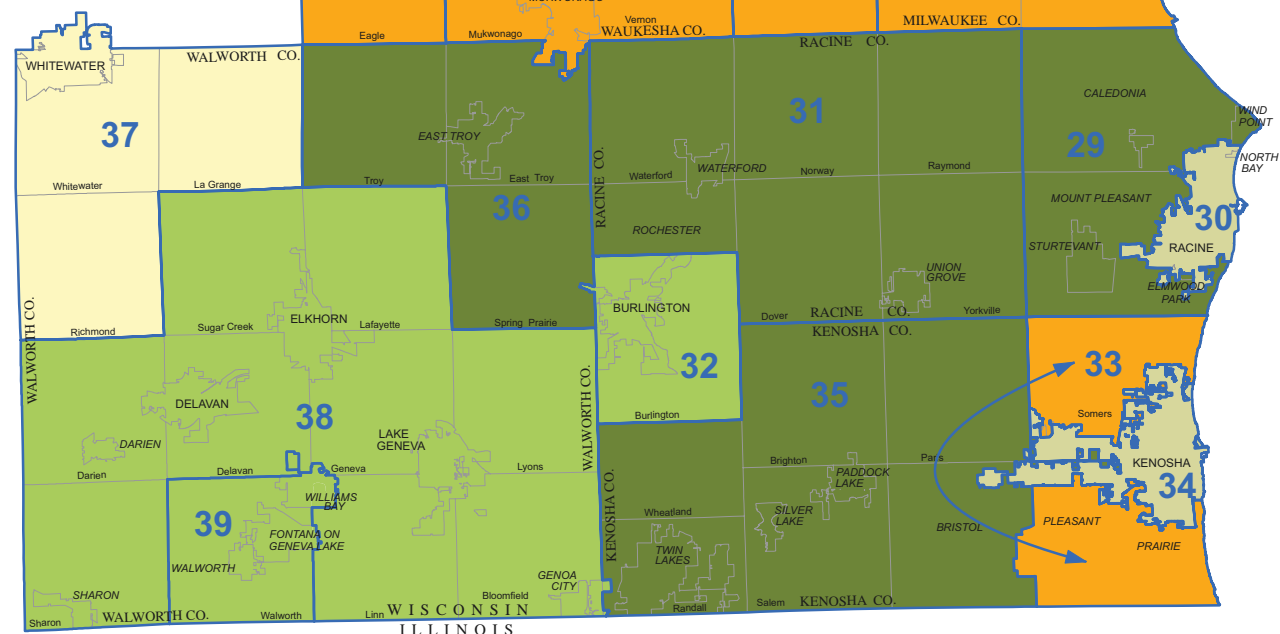 Vernon
MILWAUKEE CO.
Eagle
Mukwonago
WAUKESHA CO.
RACINE CO.
WALWORTH CO.
WHITEWATER
CALEDONIA
WIND
POINT
31
37
EAST TROY
29
NORTH
BAY
WATERFORD
Raymond
Norway
Waterford
East Troy
Troy
La Grange
Whitewater
RACINE CO.
MOUNT PLEASANT
36
30
ROCHESTER
STURTEVANT
RACINE
UNION
GROVE
ELMWOOD
PARK
BURLINGTON
ELKHORN
Dover
RACINE CO.
Yorkville
Spring Prairie
Lafayette
Sugar Creek
Richmond
KENOSHA CO.
WALWORTH CO.
32
33
35
DELAVAN
38
Burlington
Somers
LAKE
GENEVA
WALWORTH CO.
DARIEN
Darien
Delavan
Geneva
Lyons
Brighton
Paris
KENOSHA
PADDOCK
LAKE
34
WILLIAMS
BAY
KENOSHA CO.
Wheatland
SILVER
LAKE
BRISTOL
PLEASANT
PRAIRIE
39
FONTANA ON
GENEVA LAKE
WALWORTH
TWIN
LAKES
GENOA
CITY
SHARON
Bloomfield
Sharon
WALWORTH CO.
Walworth
Linn
WISCONSIN
Randall
Salem
KENOSHA CO.
ILLINOIS